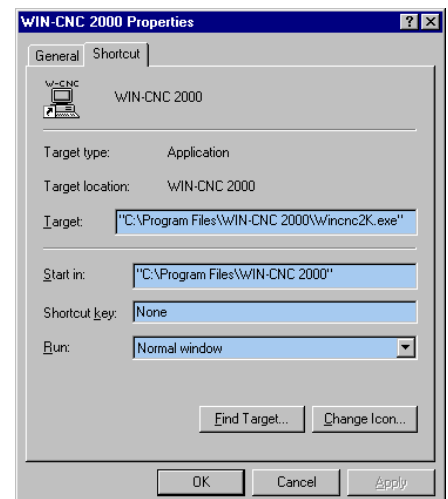 WIN-CNC 2000 Properties
General Shortcut
W-CNC
WIN-CNC 2000
Target type: Application
Target location: WIN-CNC 2000
Target: "C:\Program Files\WIN-CNC 2000\Wincnc2K.exe"
Start in: "C:\Program Files\WIN-CNC 2000"
Shortcut key: None
Run: Normal window
Find Target... Change Icon...
OK Cancel Apply